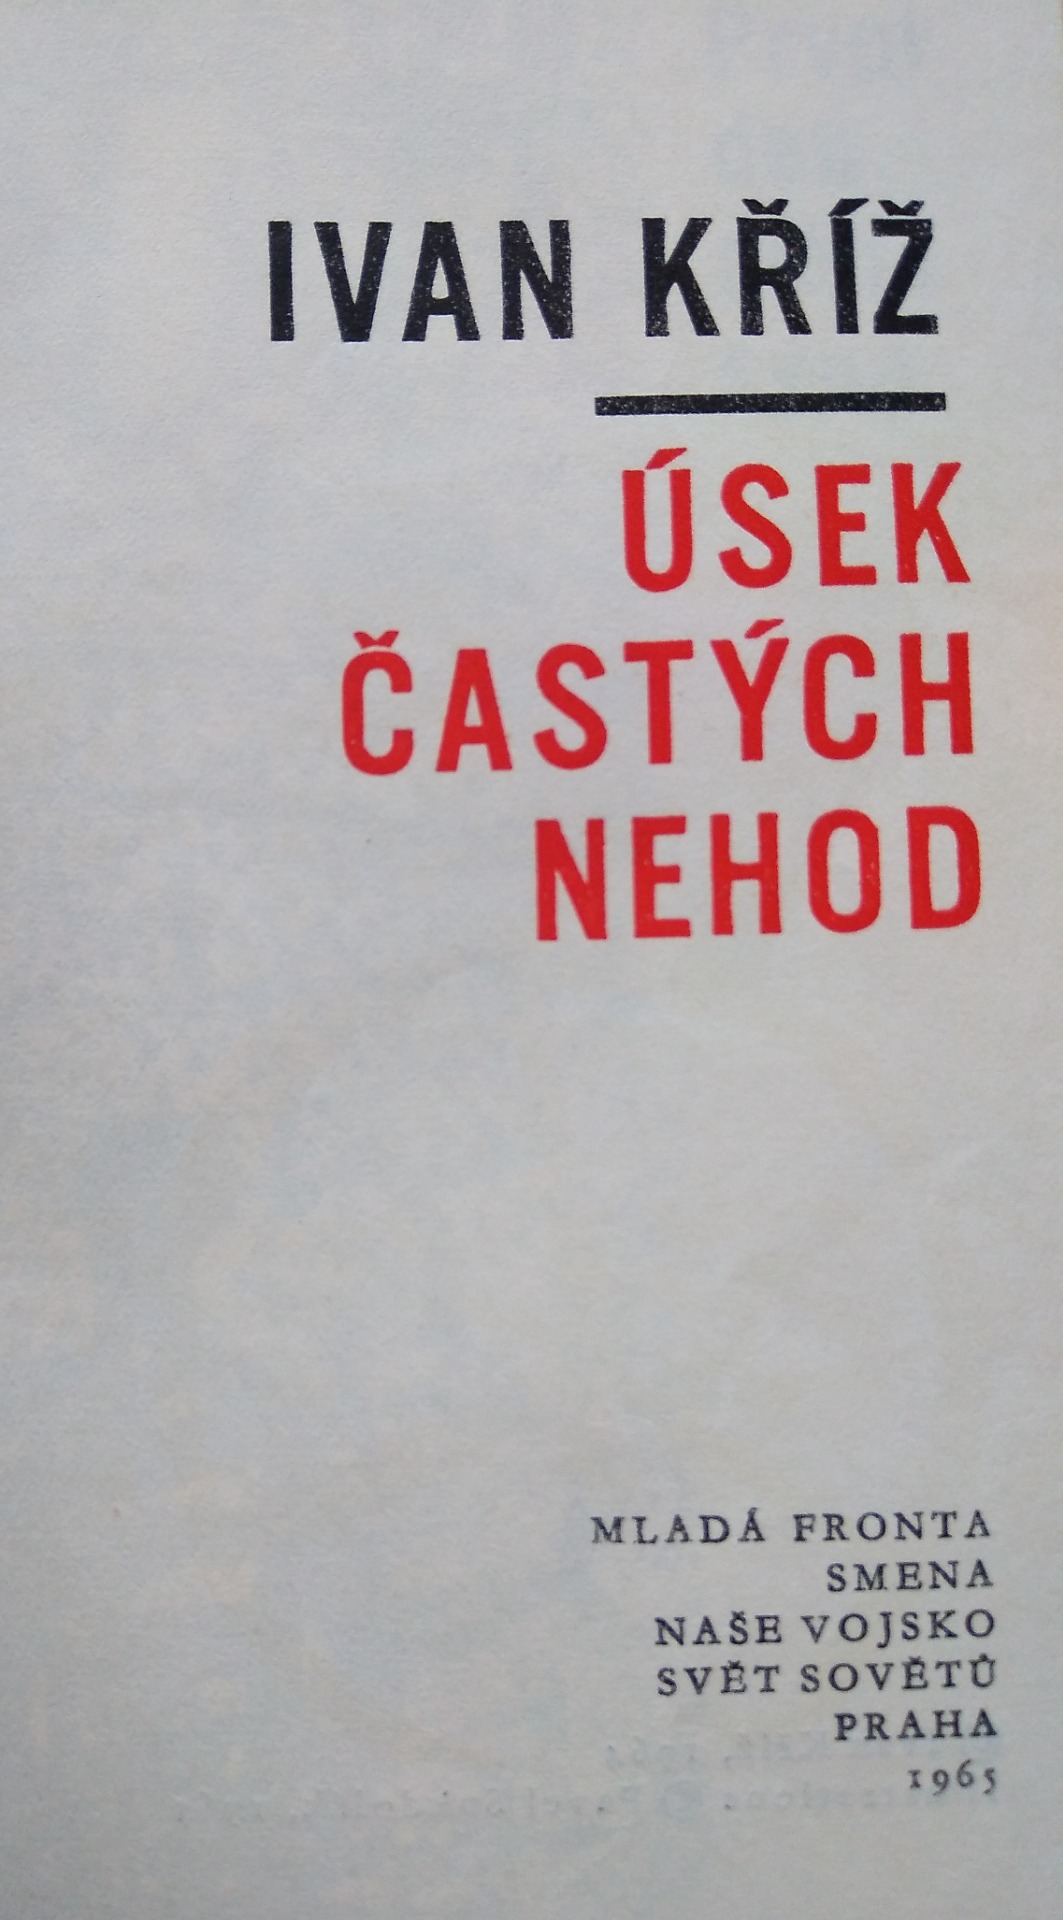 IVAN KŘÍŽ
ÚSEK
ČASTÝCH
NEHOD
MLADÁ FRONTA
SMENA
NAŠE VOJSKO
SVĚT SOVĚTŮ
PRAHA
1965